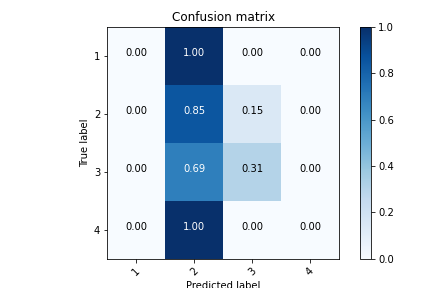 Confusion matrix
1 0.00 1.00 0.00 0.00
2 0.00 0.85 0.15 0.00
3 0.00 0.69 0.31 0.00
4 0.00 1.00 0.00 0.00
True label
1 2 3 4
Predicted label
1.0
0.8
0.6
0.4
0.2
0.0